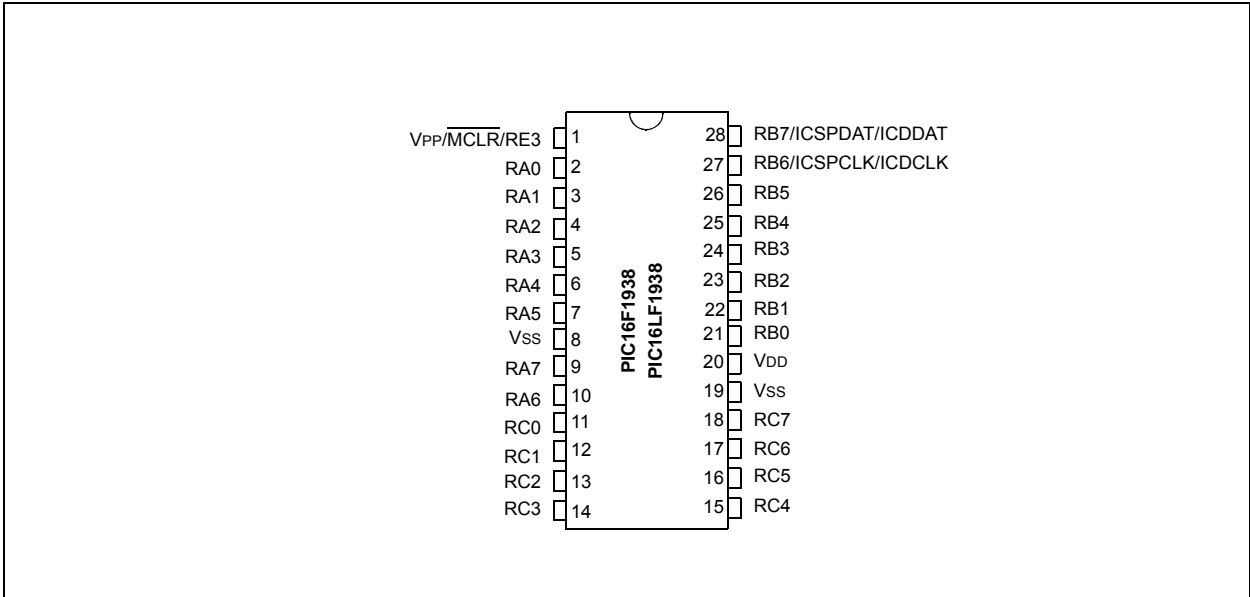 VPP/MCLR/RE3 1
RA0 2
RA1 3
RA2 4
RA3 5
RA4 6
RA5 7
VSS 8
RA7 9
RA6 10
RC0 11
RC1 12
RC2 13
RC3 14
PIC16F1938
PIC16LF1938
28 RB7/ICSPDAT/ICDDAT
27 RB6/ICSPCLK/ICDCLK
26 RB5
25 RB4
24 RB3
23 RB2
22 RB1
21 RB0
20 VDD
19 VSS
18 RC7
17 RC6
16 RC5
15 RC4